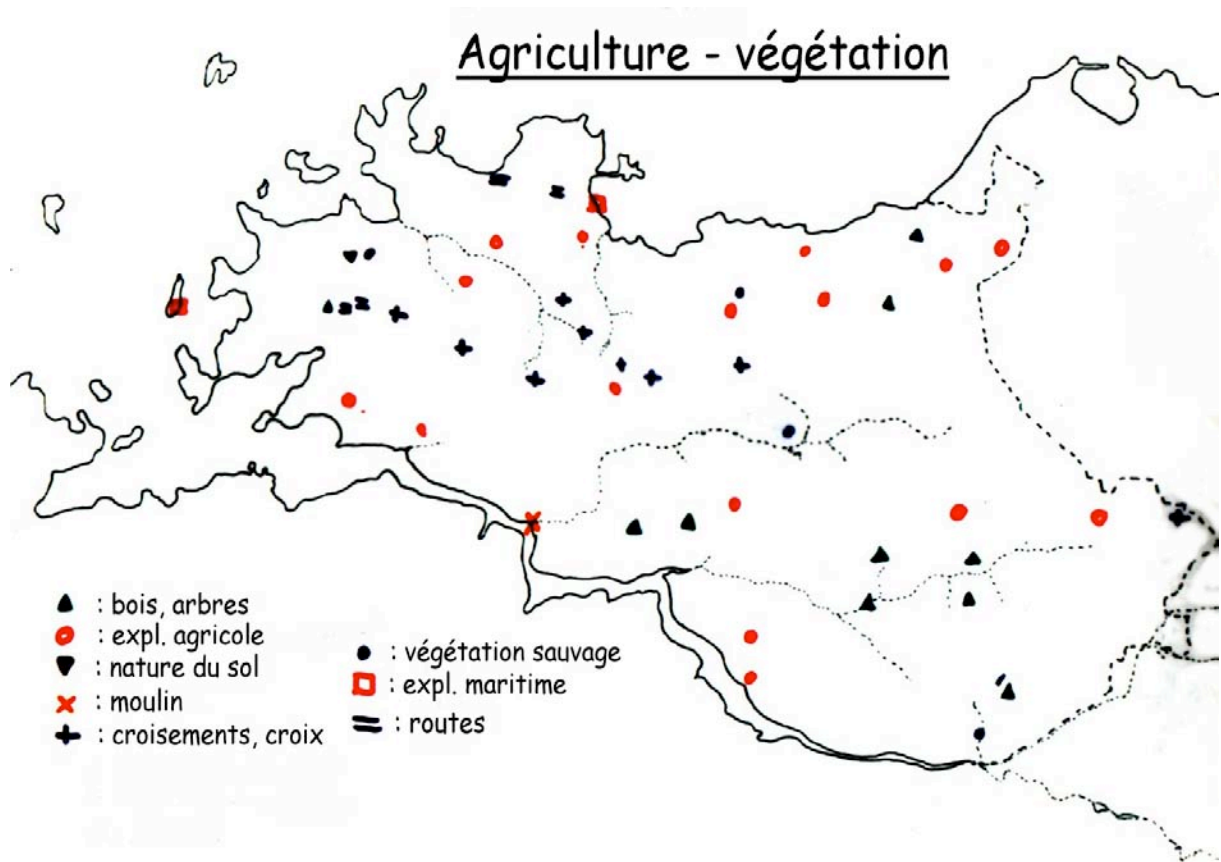 Agriculture - végétation
: bois, arbres
: expl. agricole
: nature du sol
: moulin
: croisements, croix
: végétation sauvage
: expl. maritime
: routes